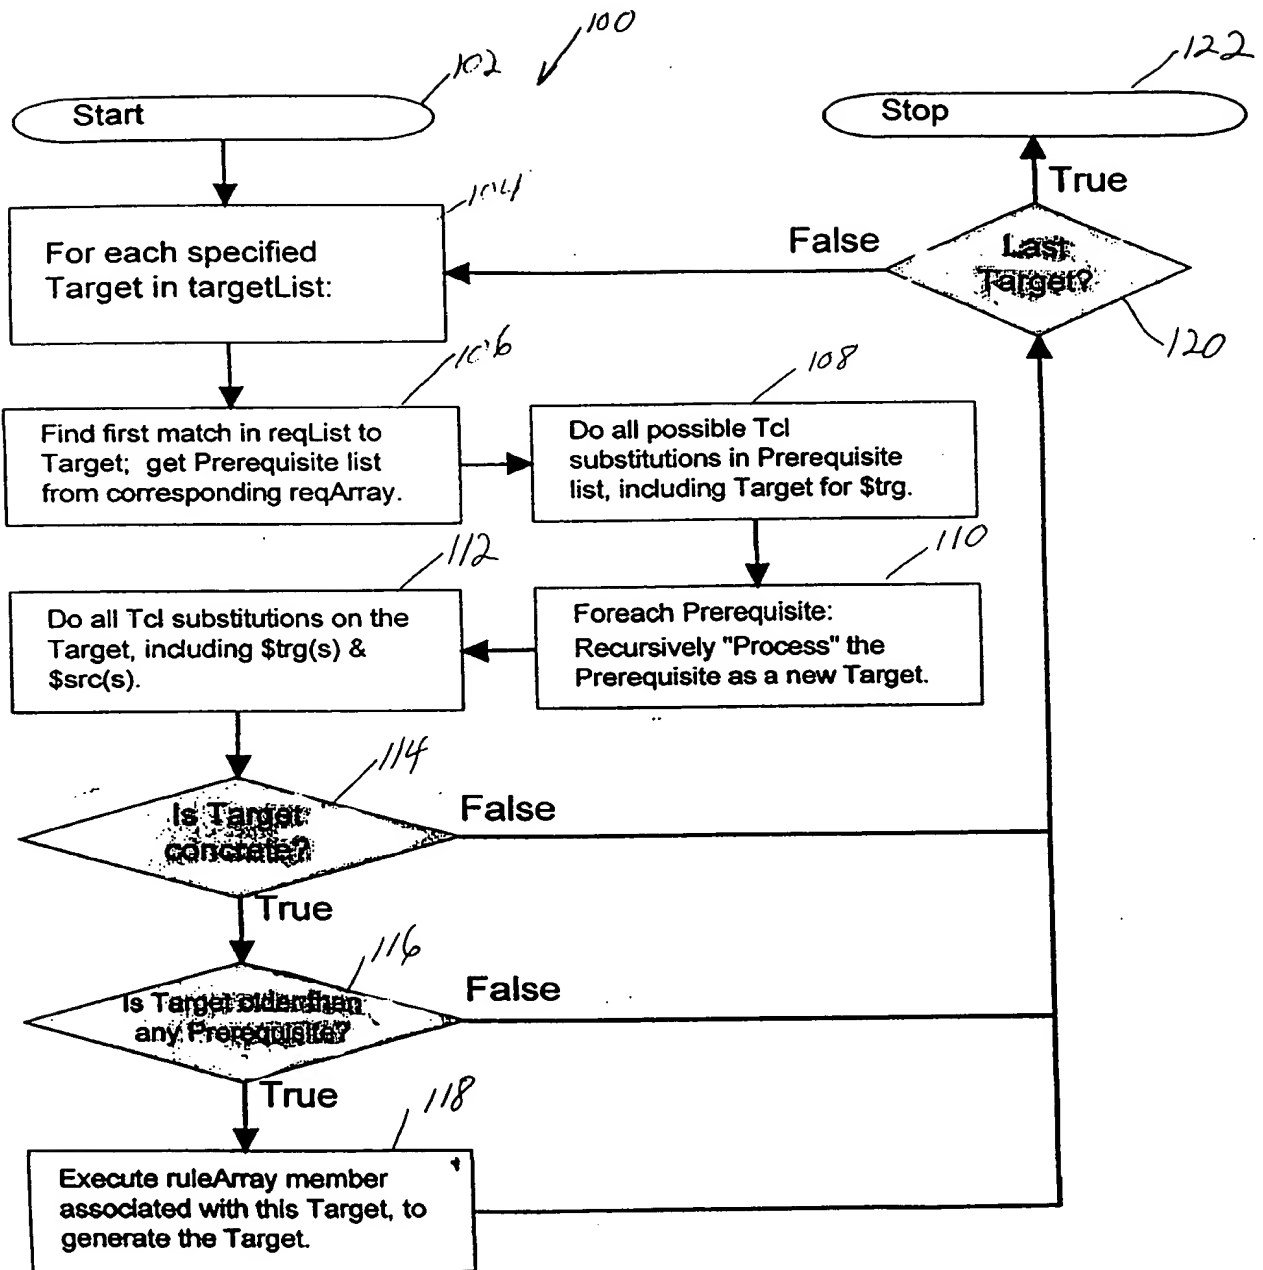 100
102
Start
122
Stop
True
104
For each specified
Target in targetList:
False
Last
Target?
120
106
Find first match in reqList to
Target; get Prerequisite list
from corresponding reqArray.
108
Do all possible Tcl
substitutions in Prerequisite
list, including Target for $trg.
110
Foreach Prerequisite:
Recursively "Process" the
Prerequisite as a new Target.
112
Do all Tcl substitutions on the
Target, including $trg(s) &
$src(s).
114
Is Target
concrete?
False
True
116
Is Target older than
any Prerequisite?
False
True
118
Execute ruleArray member
associated with this Target, to
generate the Target.